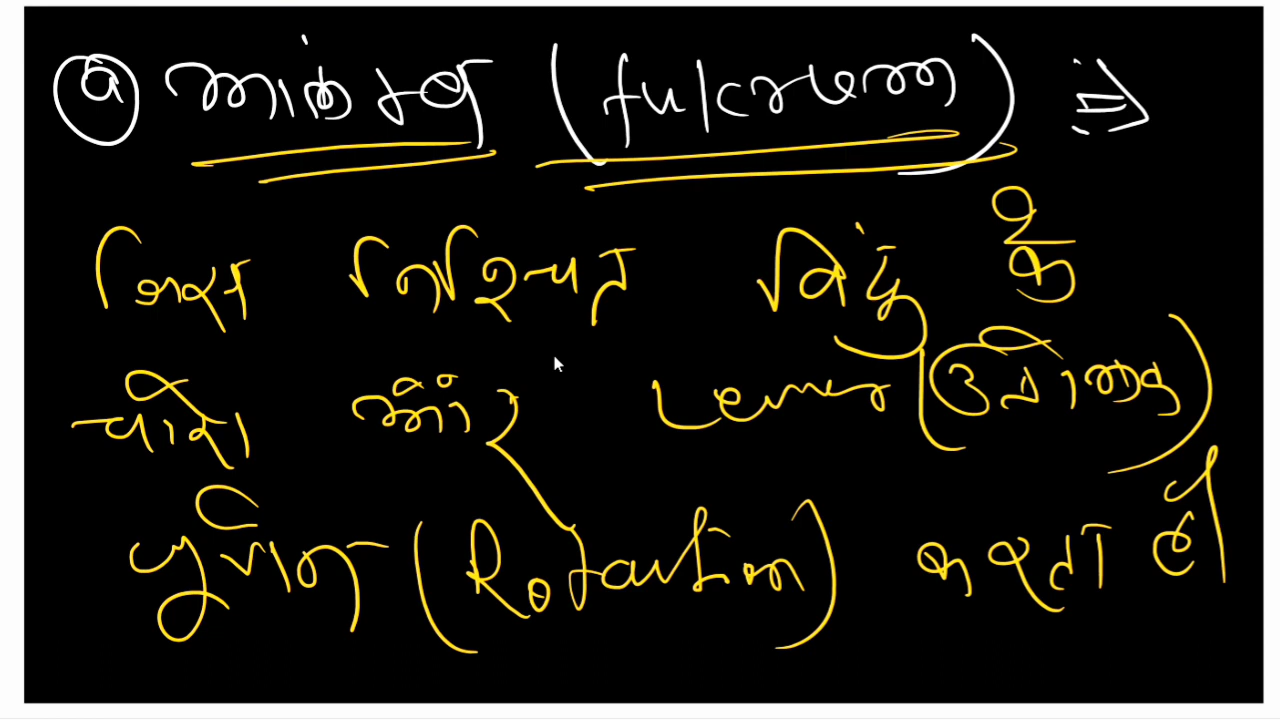 (a) आलंब (fulcrum) ⇒
जिस निश्चित बिंदु के
चारों ओर Lever (उत्तोलक)
घूर्णन (Rotation) करता है